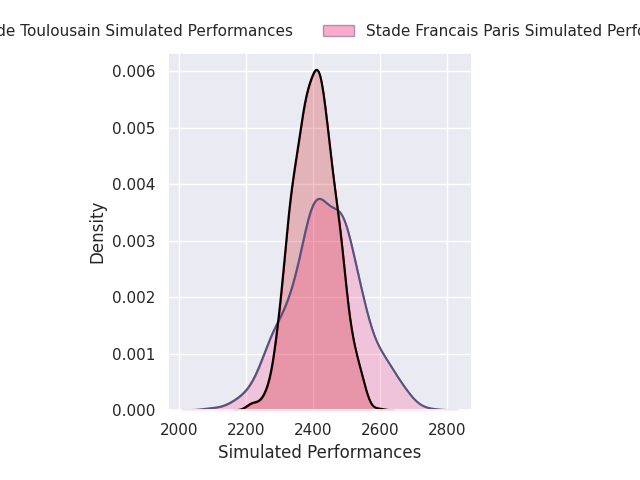 de Toulousain Simulated Performances Stade Francais Paris Simulated Perfo
0.006
0.005
0.004
0.003
0.002
0.001
0.000
Density
2000 2200 2400 2600 2800
Simulated Performances